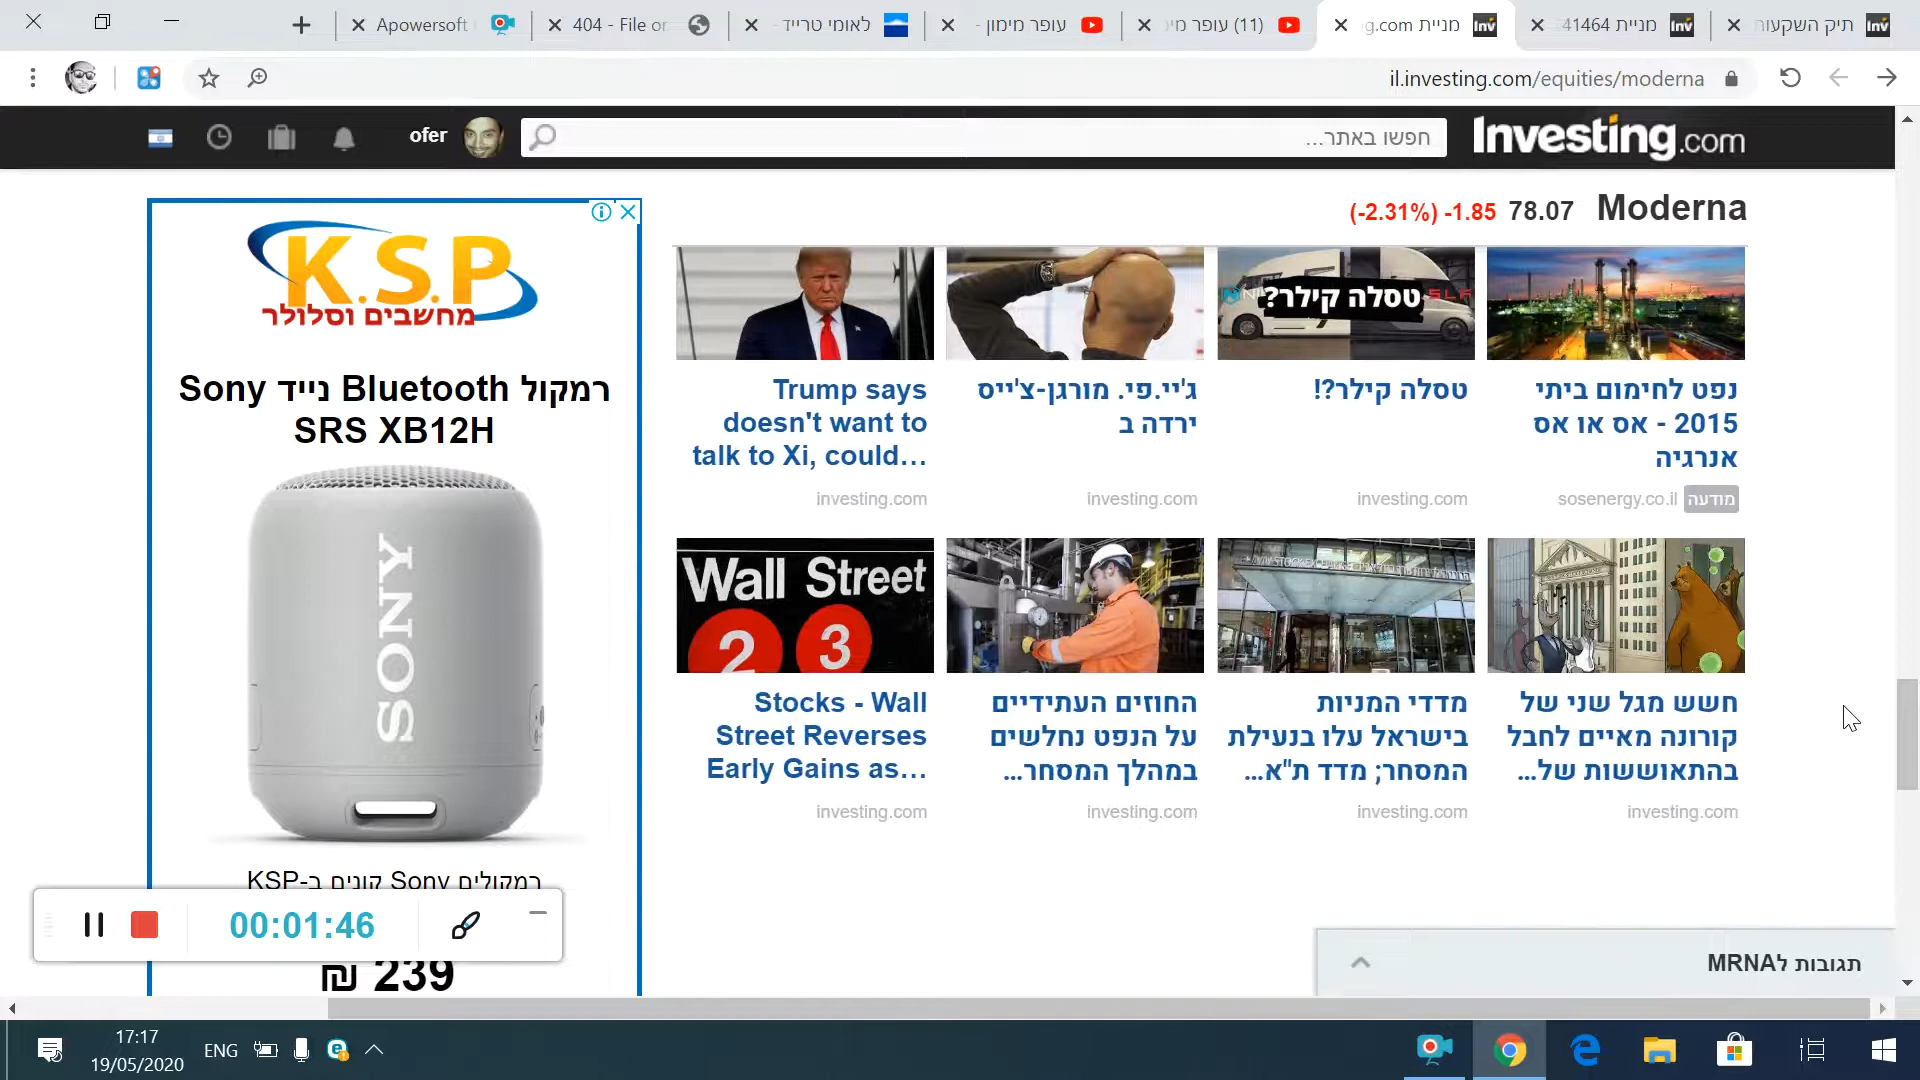 Apowersoft
404 - File or
לאומי טרייד -
עופר מימון -
(11) עופר מימ
מניית g.com
מניית 41464
תיק השקעות
il.investing.com/equities/moderna
ofer
חפשו באתר...
Investing.com
Moderna 78.07 -1.85 (-2.31%)
K.S.P
מחשבים וסלולר
רמקול Bluetooth נייד Sony
SRS XB12H
SONY
רמקולים Sony קונים ב-KSP
239 ₪
00:01:46
טסלה קילר?
נפט לחימום ביתי
2015 - אס או אס
אנרגיה
מודעה sosenergy.co.il
טסלה קילר?!
investing.com
ג'יי.פי. מורגן-צ'ייס
ירדה ב
investing.com
Trump says
doesn't want to
talk to Xi, could...
investing.com
Wall Street
2 3
חשש מגל שני של
קורונה מאיים לחבל
בהתאוששות של...
investing.com
מדדי המניות
בישראל עלו בנעילת
המסחר; מדד ת"א...
investing.com
החוזים העתידיים
על הנפט נחלשים
במהלך המסחר...
investing.com
Stocks - Wall
Street Reverses
Early Gains as...
investing.com
תגובות לMRNA
17:17
19/05/2020
ENG